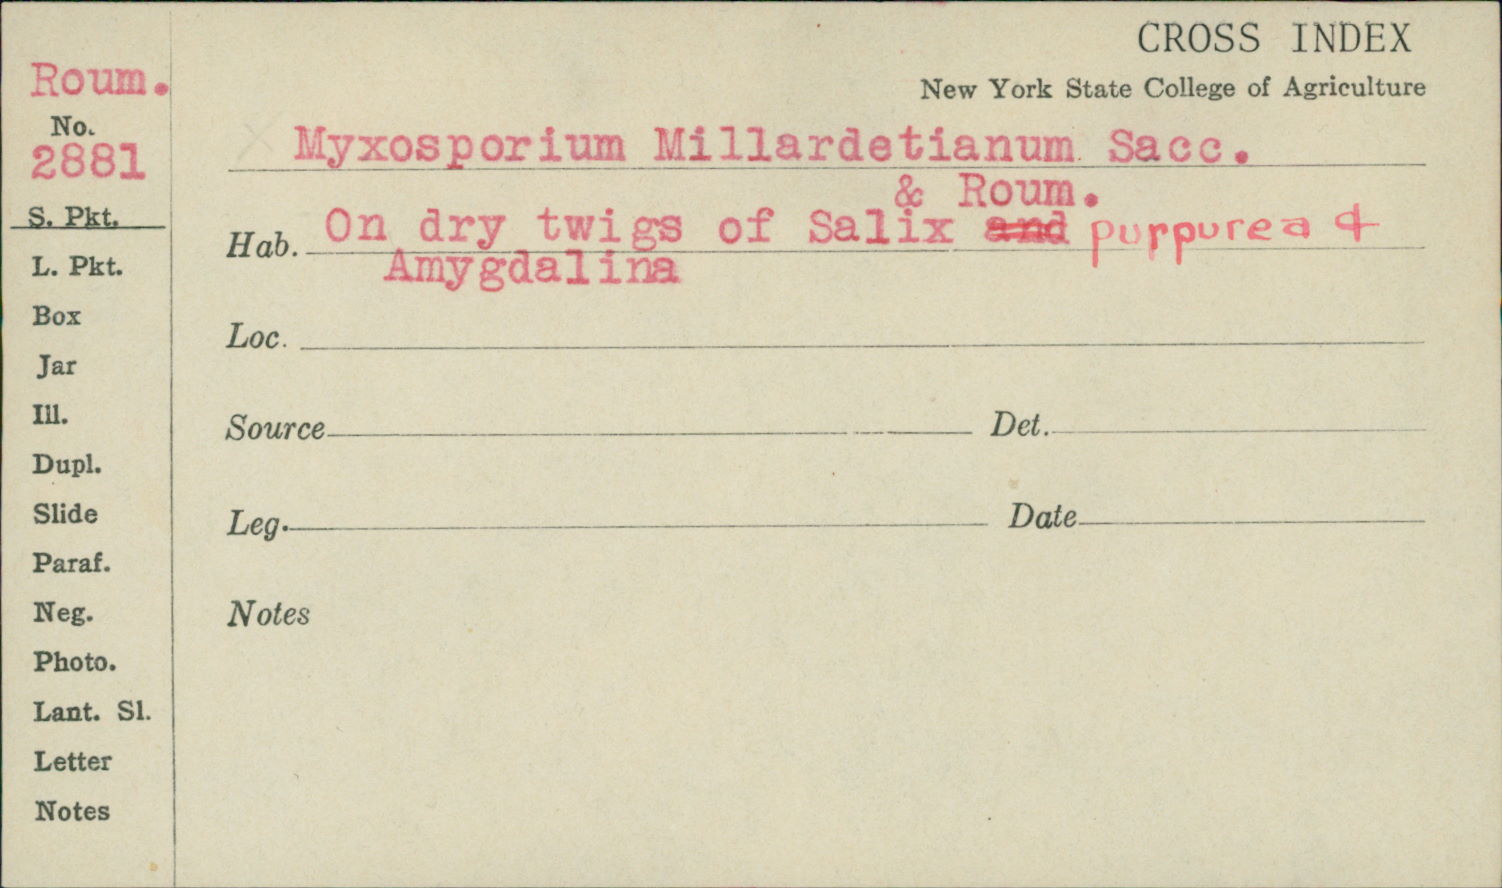 CROSS INDEX
New York State College of Agriculture
Roum.
No.
2881
S. Pkt.
L. Pkt.
Box
Jar
Ill.
Dupl.
Slide
Paraf.
Neg.
Photo.
Lant. Sl.
Letter
Notes
Myxosporium Millardetianum Sacc.
& Roum.
Hab. On dry twigs of Salix and purpurea &
Amygdalina
Loc.
Source Det.
Leg. Date
Notes